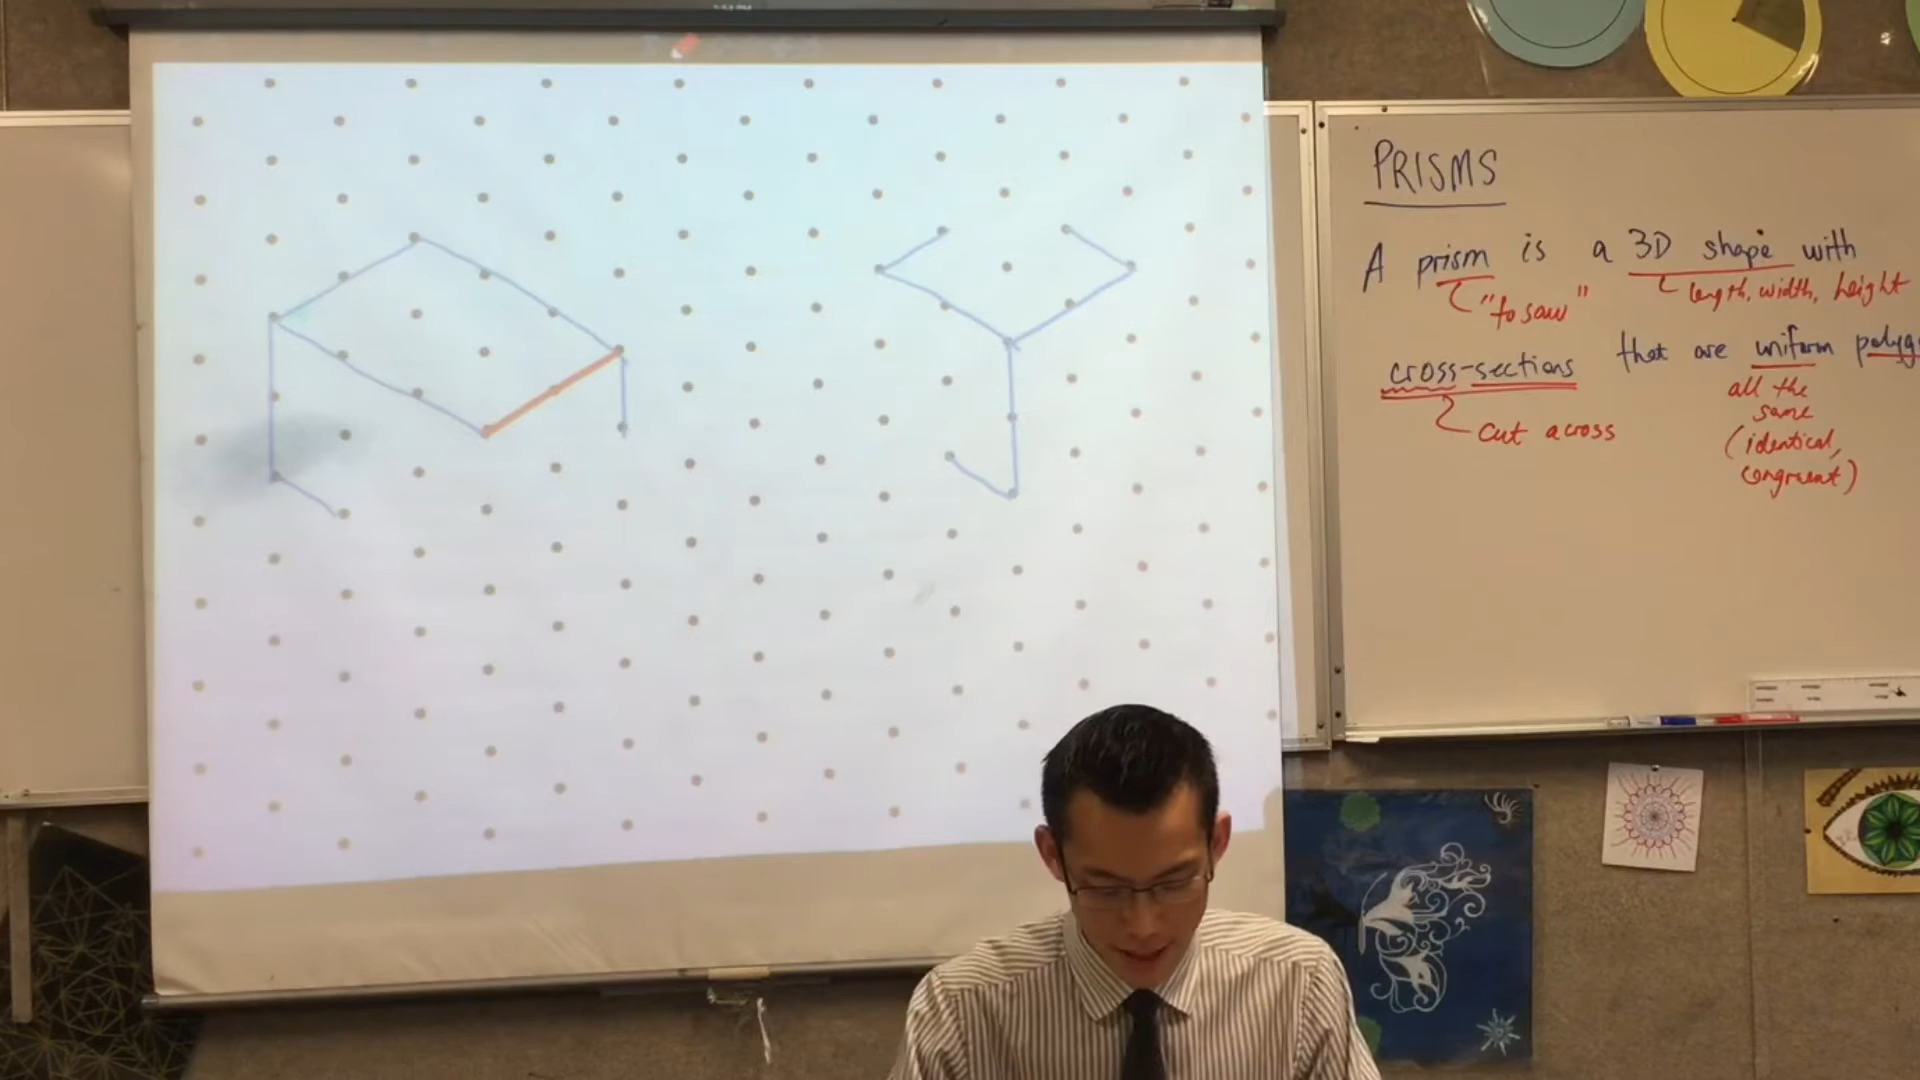 PRISMS
A prism is a 3D shape with
"to saw"
length, width, height
cross-sections that are uniform polyg
cut across
all the
same
(identical,
congruent)